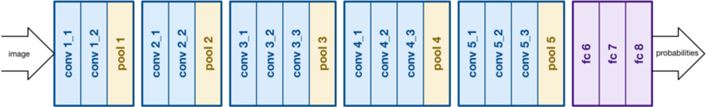 image
conv 1_1
conv 1_2
pool 1
conv 2_1
conv 2_2
pool 2
conv 3_1
conv 3_2
conv 3_3
pool 3
conv 4_1
conv 4_2
conv 4_3
pool 4
conv 5_1
conv 5_2
conv 5_3
pool 5
fc 6
fc 7
fc 8
probabilities